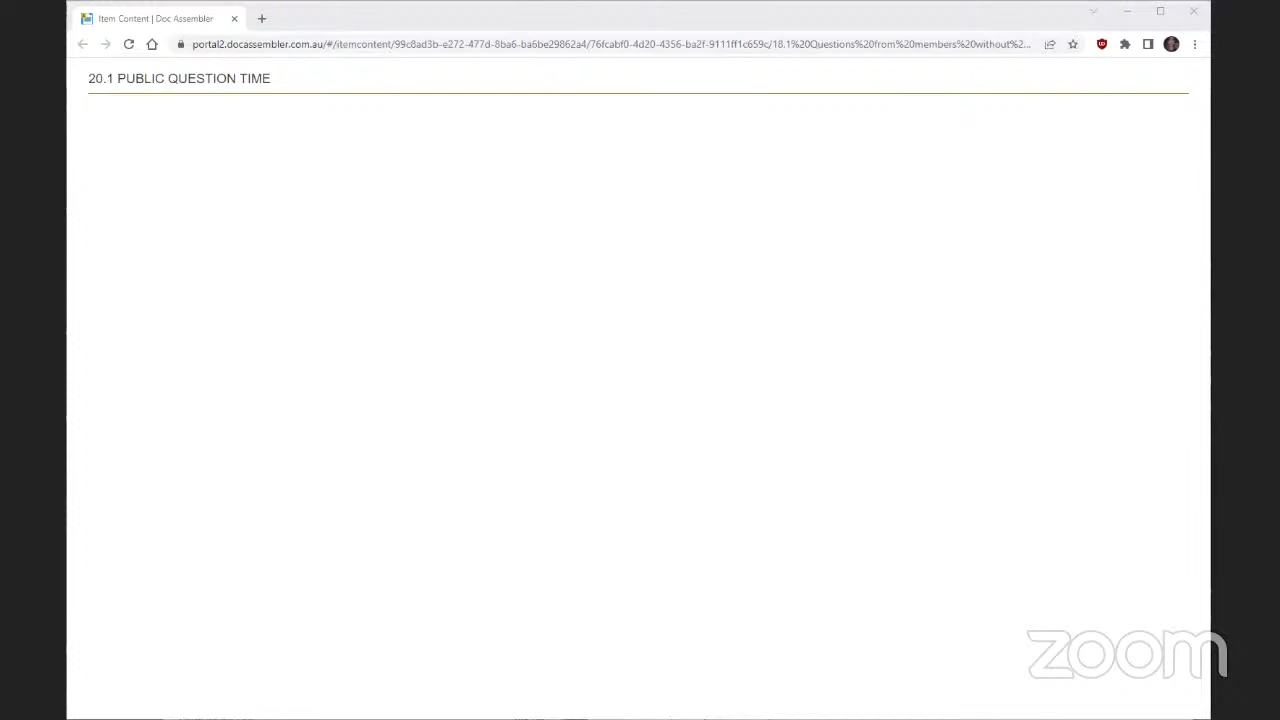 Item Content | Doc Assembler
portal2.docassembler.com.au/#/itemcontent/99c8ad3b-e272-477d-8ba6-ba6be29862a4/76fcabf0-4d20-4356-ba2f-9111ff1c659c/18.1%20Questions%20from%20members%20without%2...
20.1 PUBLIC QUESTION TIME
zoom